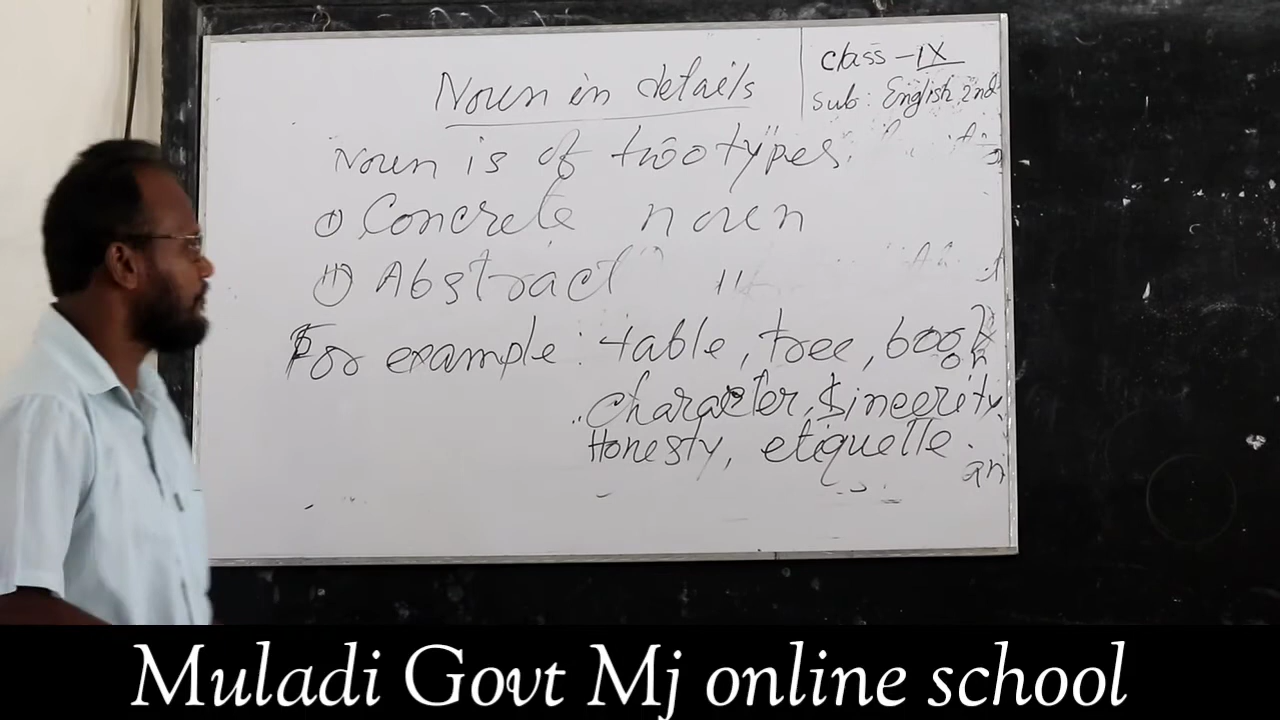 Noun in details
class - IX
sub: English 2nd
Noun is of two types.
(i) Concrete noun
(ii) Abstract "
For example: table, tree, book
character, Sincerity,
Honesty, etiquette.
Muladi Govt Mj online school